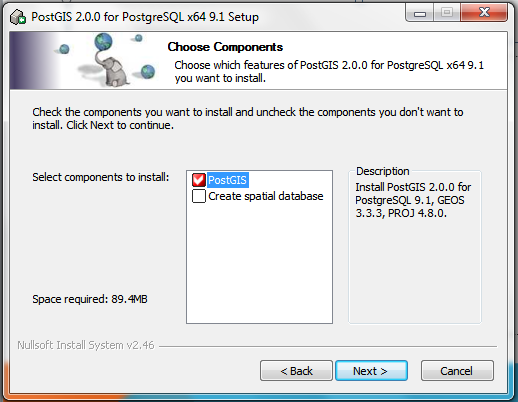 PostGIS 2.0.0 for PostgreSQL x64 9.1 Setup
Choose Components
Choose which features of PostGIS 2.0.0 for PostgreSQL x64 9.1
you want to install.
Check the components you want to install and uncheck the components you don't want to
install. Click Next to continue.
Select components to install:
PostGIS
Create spatial database
Description
Install PostGIS 2.0.0 for
PostgreSQL 9.1, GEOS
3.3.3, PROJ 4.8.0.
Space required: 89.4MB
Nullsoft Install System v2.46
< Back
Next >
Cancel